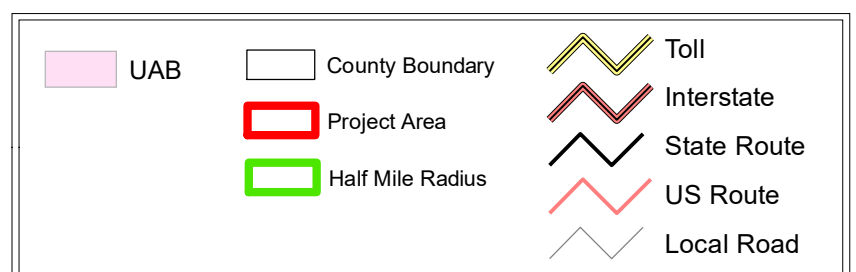 UAB
County Boundary
Project Area
Half Mile Radius
Toll
Interstate
State Route
US Route
Local Road